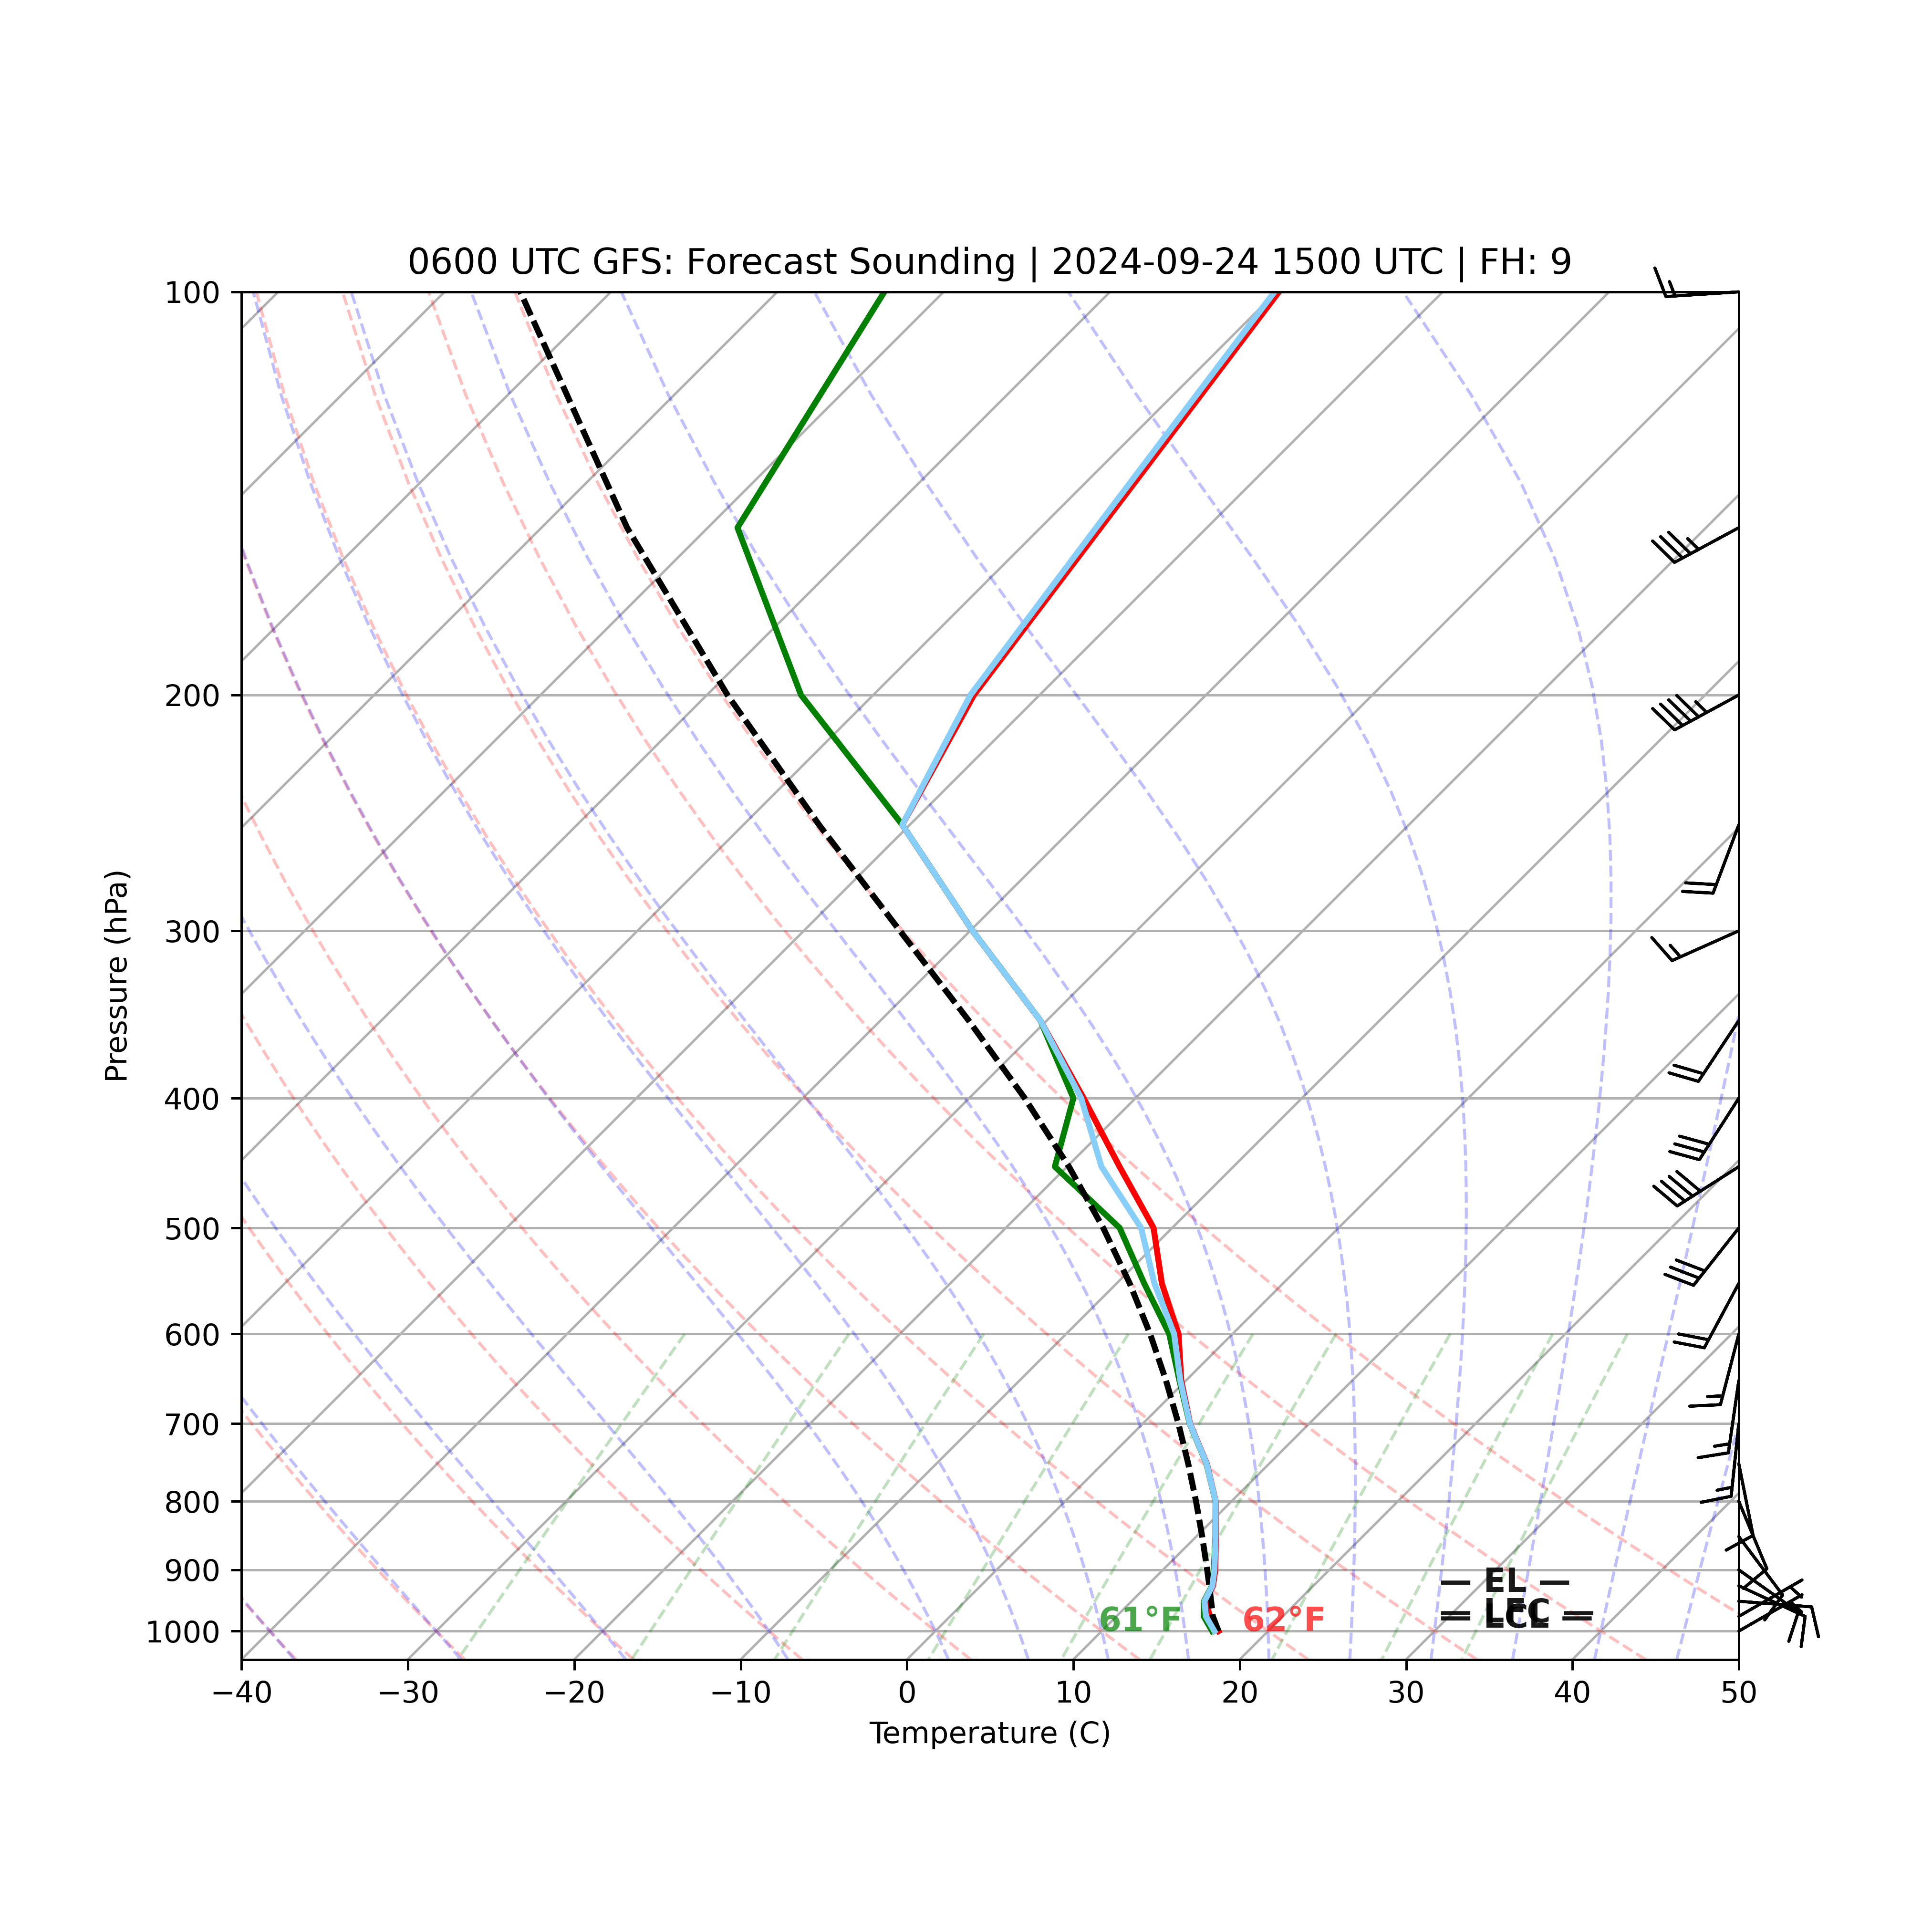 0600 UTC GFS: Forecast Sounding | 2024-09-24 1500 UTC | FH: 9
100
200
300
400
500
600
700
800
900
1000
Pressure (hPa)
— EL —
— LFC —
— LCL —
61°F 62°F
−40 −30 −20 −10 0 10 20 30 40 50
Temperature (C)